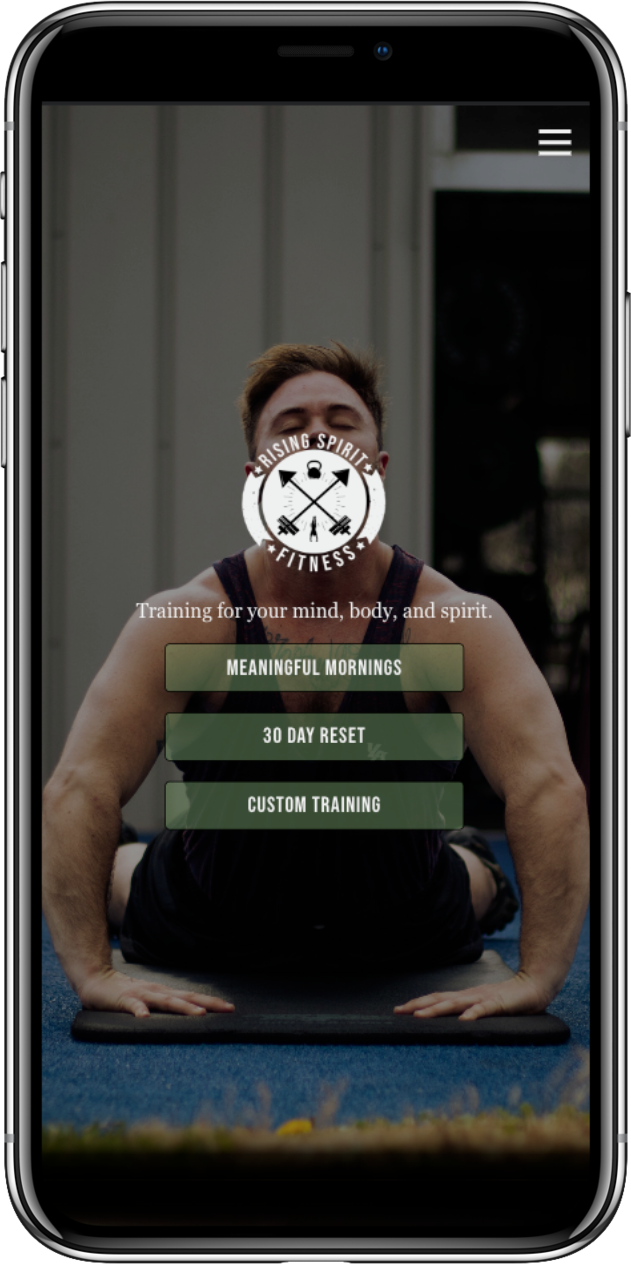 RISING SPIRIT
FITNESS
Training for your mind, body, and spirit.
MEANINGFUL MORNINGS
30 DAY RESET
CUSTOM TRAINING